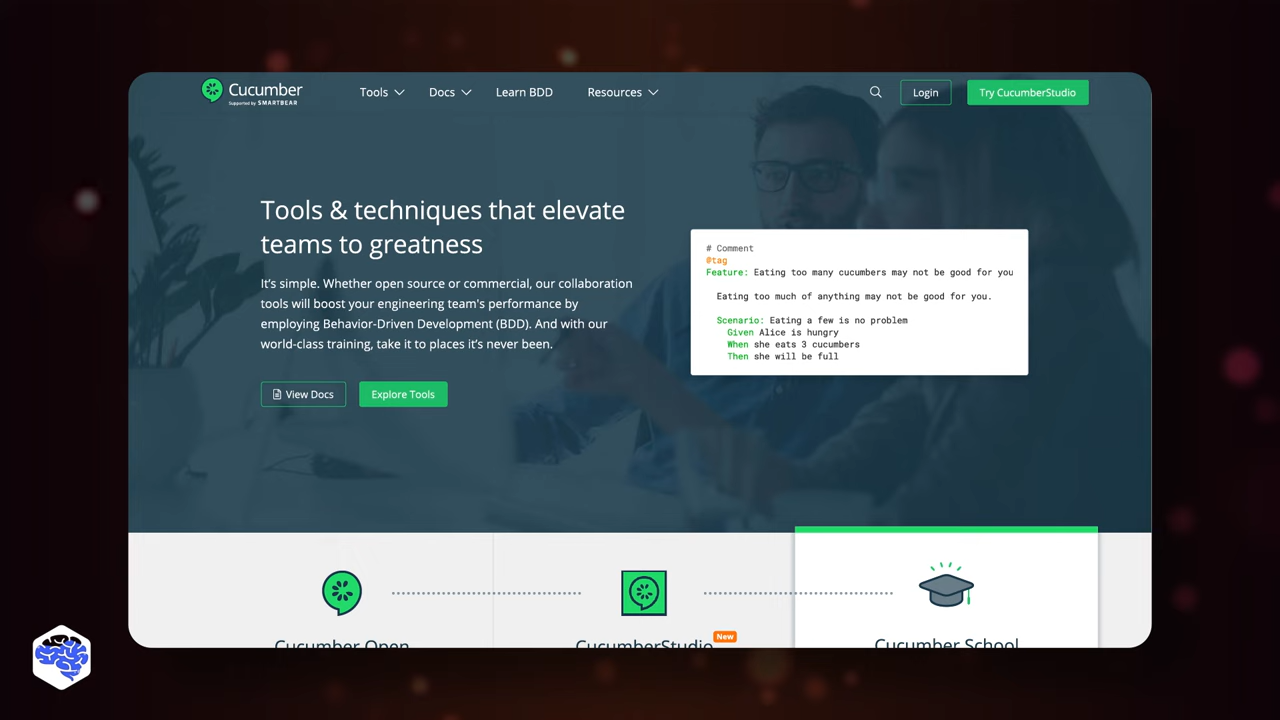 Cucumber
Supported by SMARTBEAR
Tools
Docs
Learn BDD
Resources
Login
Try CucumberStudio
Tools & techniques that elevate
teams to greatness
It's simple. Whether open source or commercial, our collaboration
tools will boost your engineering team's performance by
employing Behavior-Driven Development (BDD). And with our
world-class training, take it to places it's never been.
View Docs
Explore Tools
# Comment
@tag
Feature: Eating too many cucumbers may not be good for you
Eating too much of anything may not be good for you.
Scenario: Eating a few is no problem
Given Alice is hungry
When she eats 3 cucumbers
Then she will be full
Cucumber Open
CucumberStudio
New
Cucumber School